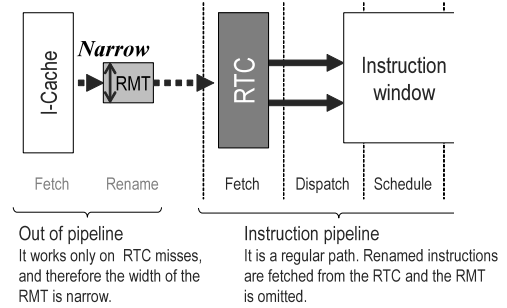 Narrow
I-Cache
RMT
RTC
Instruction
window
Fetch Rename Fetch Dispatch Schedule
Out of pipeline
It works only on RTC misses,
and therefore the width of the
RMT is narrow.
Instruction pipeline
It is a regular path. Renamed instructions
are fetched from the RTC and the RMT
is omitted.